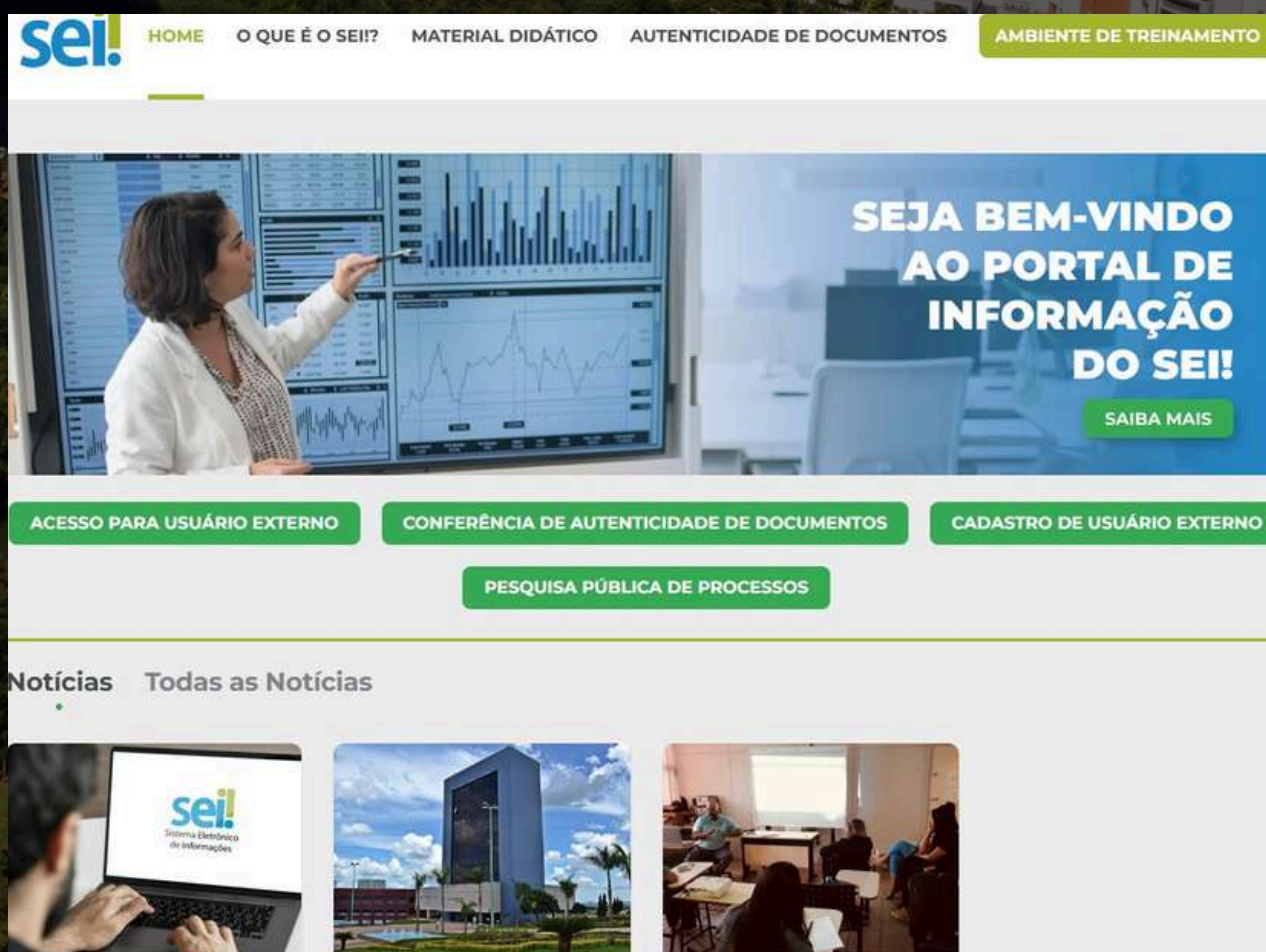 sei!
HOME
O QUE É O SEI!?
MATERIAL DIDÁTICO
AUTENTICIDADE DE DOCUMENTOS
AMBIENTE DE TREINAMENTO
SEJA BEM-VINDO
AO PORTAL DE
INFORMAÇÃO
DO SEI!
SAIBA MAIS
ACESSO PARA USUÁRIO EXTERNO
CONFERÊNCIA DE AUTENTICIDADE DE DOCUMENTOS
CADASTRO DE USUÁRIO EXTERNO
PESQUISA PÚBLICA DE PROCESSOS
Notícias
Todas as Notícias
sei!
Sistema Eletrônico
de Informações